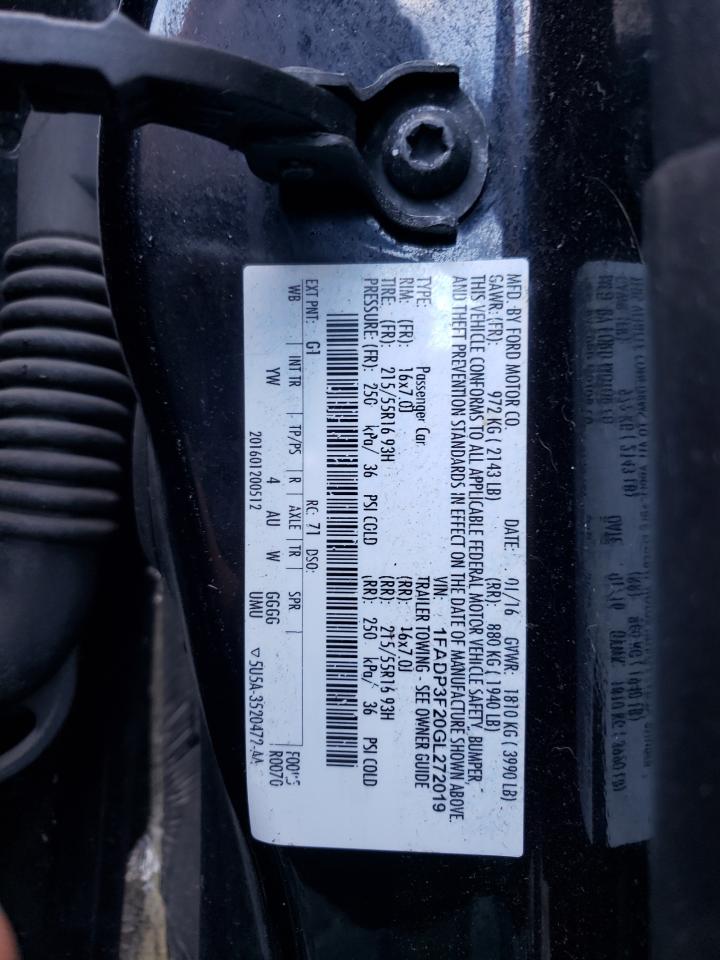 MFD. BY FORD MOTOR CO.
DATE: 01/16 GVWR: 1810 KG ( 3990 LB)
GAWR: (FR): 972 KG ( 2143 LB) (RR): 880 KG ( 1940 LB)
THIS VEHICLE CONFORMS TO ALL APPLICABLE FEDERAL MOTOR VEHICLE SAFETY, BUMPER,
AND THEFT PREVENTION STANDARDS IN EFFECT ON THE DATE OF MANUFACTURE SHOWN ABOVE.
VIN: 1FADP3F20GL272019
TYPE: Passenger Car TRAILER TOWING - SEE OWNER GUIDE
RIM: (FR): 16x7.0J (RR): 16x7.0J
TIRE: (FR): 215/55R16 93H (RR): 215/55R16 93H
PRESSURE: (FR): 250 kPa/ 36 PSI COLD (RR): 250 kPa/ 36 PSI COLD
EXT PNT: G1 RC: 71 DSO:
WB INT TR TP/PS R AXLE TR SPR
YW 4 AU W GGGG
201601200512 UMU ▽ 5U5A-3520472-AA